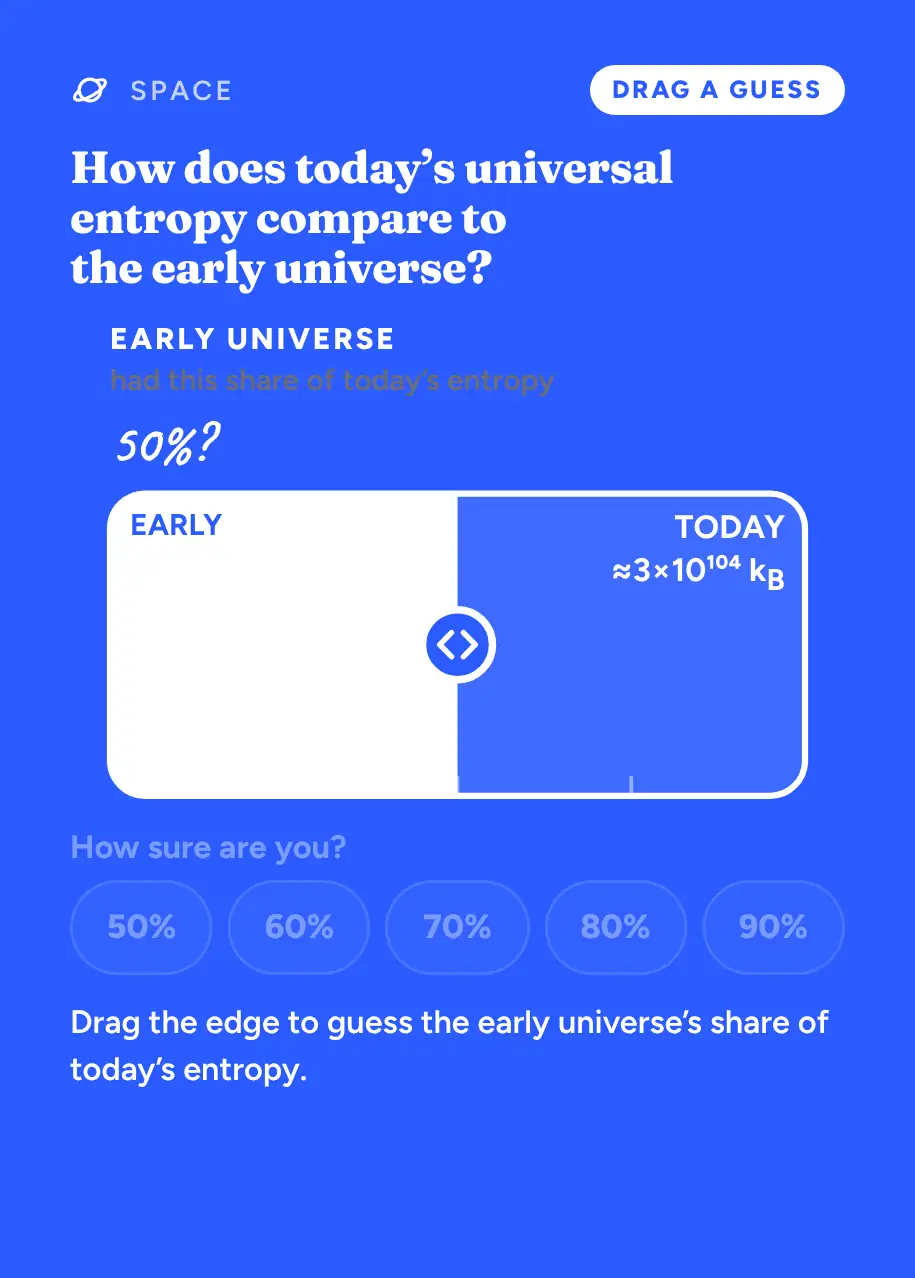 SPACE
DRAG A GUESS
How does today’s universal
entropy compare to
the early universe?
EARLY UNIVERSE
had this share of today’s entropy
50%?
EARLY
TODAY
≈3×10¹⁰⁴ k_B
How sure are you?
50%
60%
70%
80%
90%
Drag the edge to guess the early universe’s share of
today’s entropy.